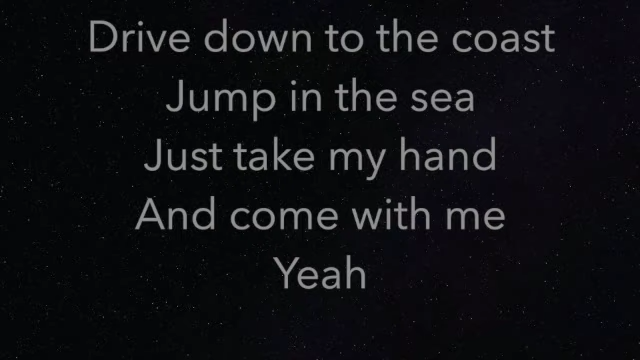 Drive down to the coast
Jump in the sea
Just take my hand
And come with me
Yeah